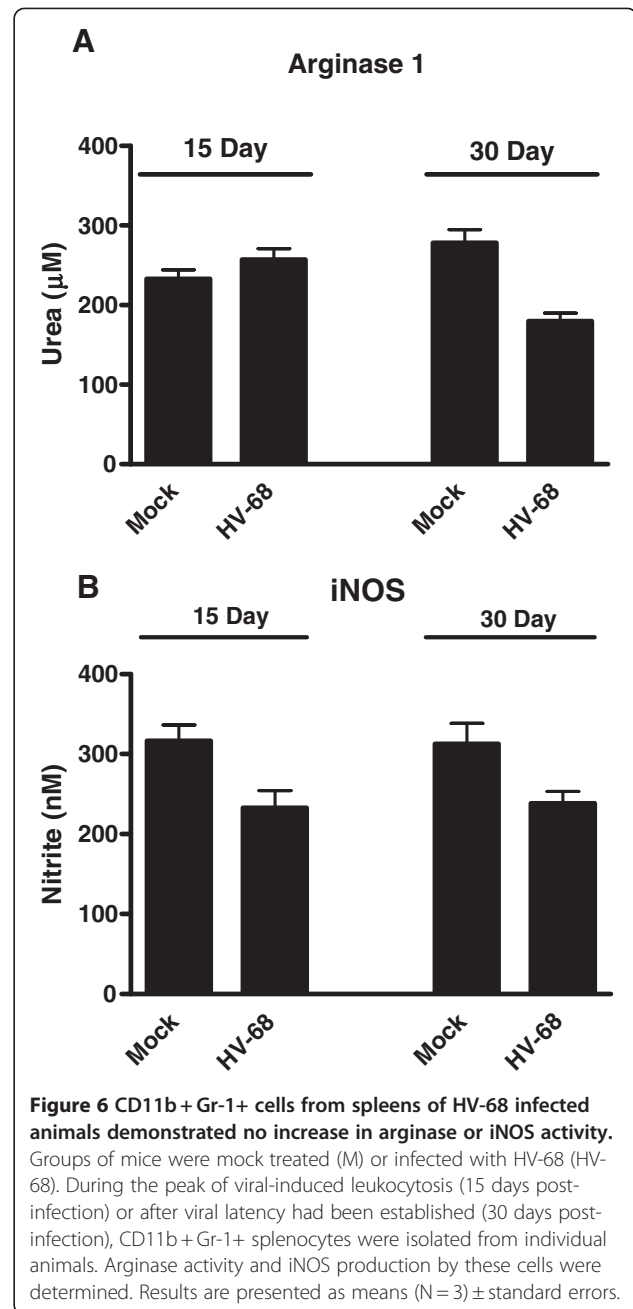 A
Arginase 1
15 Day
30 Day
400
300
200
100
0
Urea (μM)
Mock
HV-68
Mock
HV-68
B
iNOS
15 Day
30 Day
400
300
200
100
0
Nitrite (nM)
Mock
HV-68
Mock
HV-68
Figure 6 CD11b + Gr-1+ cells from spleens of HV-68 infected
animals demonstrated no increase in arginase or iNOS activity.
Groups of mice were mock treated (M) or infected with HV-68 (HV-
68). During the peak of viral-induced leukocytosis (15 days post-
infection) or after viral latency had been established (30 days post-
infection), CD11b + Gr-1+ splenocytes were isolated from individual
animals. Arginase activity and iNOS production by these cells were
determined. Results are presented as means (N = 3) ± standard errors.